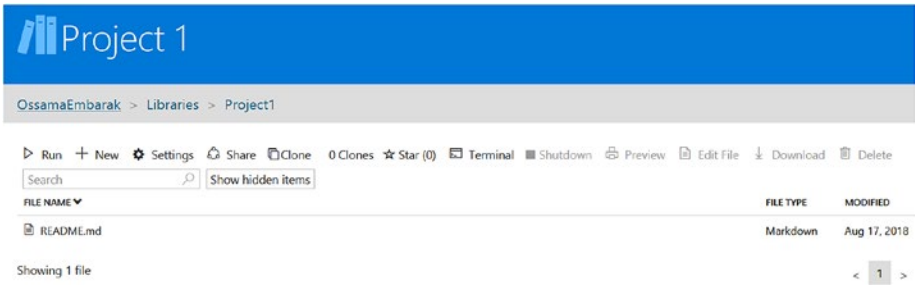 Project 1
OssamaEmbarak > Libraries > Project1
Run New Settings Share Clone 0 Clones Star (0) Terminal Shutdown Preview Edit File Download Delete
Search Show hidden items
FILE NAME FILE TYPE MODIFIED
README.md Markdown Aug 17, 2018
Showing 1 file < 1 >